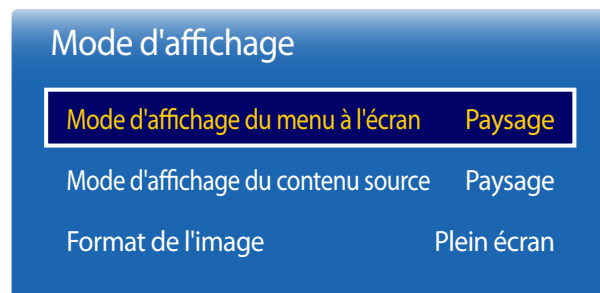 Mode d'affichage
Mode d'affichage du menu à l'écran Paysage
Mode d'affichage du contenu source Paysage
Format de l'image Plein écran